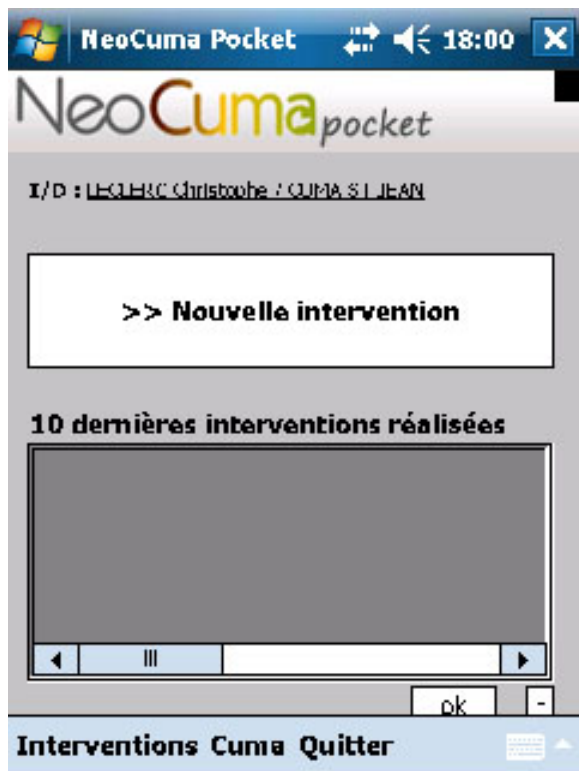 NeoCuma Pocket 18:00
NeoCuma pocket
I/D : LECLERC Christophe / CUMA ST JEAN
>> Nouvelle intervention
10 dernières interventions réalisées
ok -
Interventions Cuma Quitter